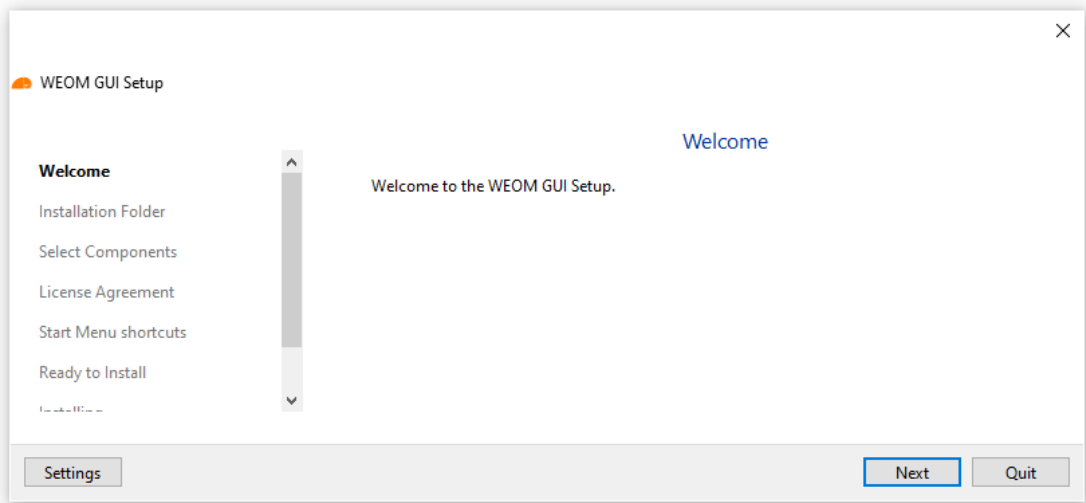 WEOM GUI Setup
Welcome
Welcome
Welcome to the WEOM GUI Setup.
Installation Folder
Select Components
License Agreement
Start Menu shortcuts
Ready to Install
Installing
Settings
Next
Quit